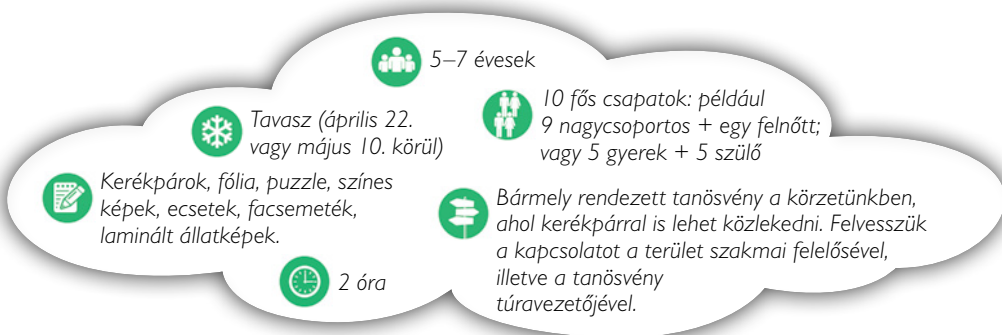 5–7 évesek
Tavasz (április 22.
vagy május 10. körül)
10 fős csapatok: például
9 nagycsoportos + egy felnőtt;
vagy 5 gyerek + 5 szülő
Kerékpárok, fólia, puzzle, színes
képek, ecsetek, facsemeték,
laminált állatképek.
Bármely rendezett tanösvény a körzetünkben,
ahol kerékpárral is lehet közlekedni. Felvesszük
a kapcsolatot a terület szakmai felelősével,
illetve a tanösvény
túravezetőjével.
2 óra